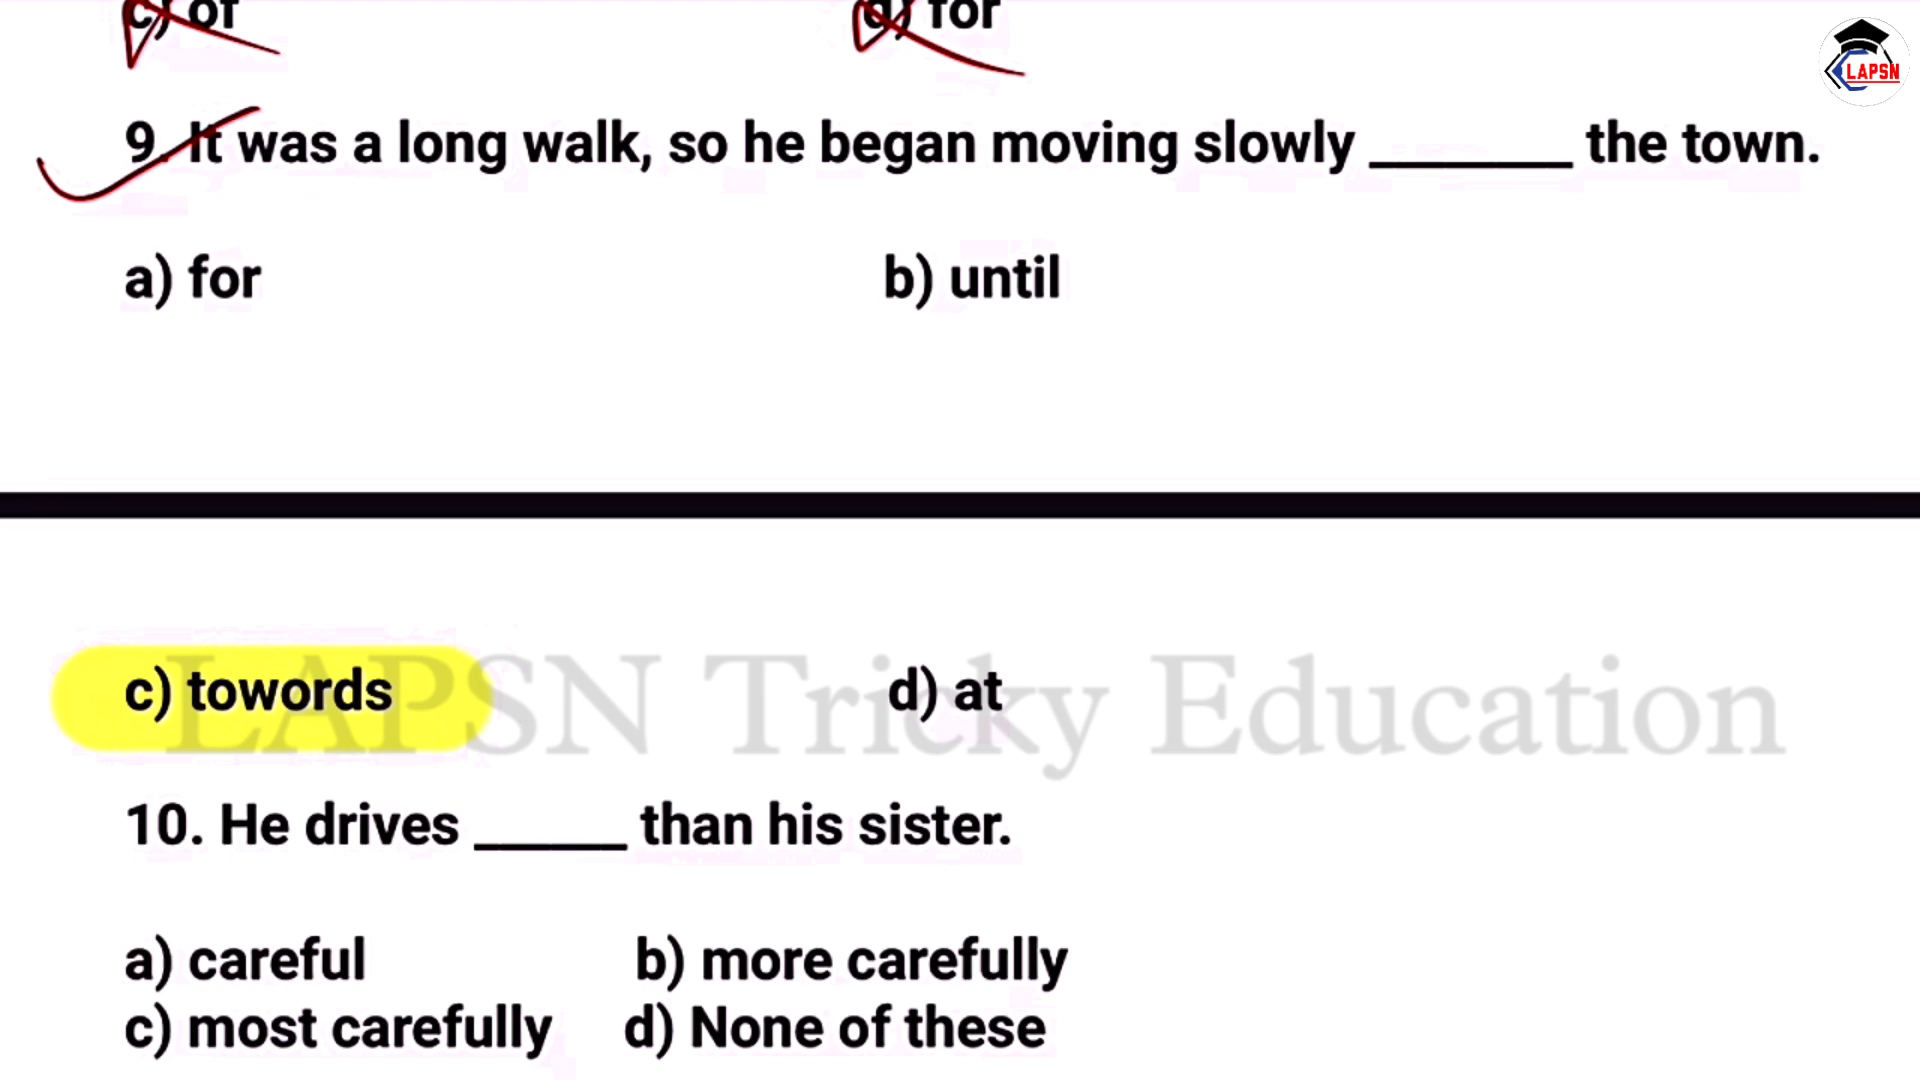 c) of d) for
LAPSN
9. It was a long walk, so he began moving slowly ________ the town.
a) for b) until
LAPSN Tricky Education
c) towords d) at
10. He drives ______ than his sister.
a) careful b) more carefully
c) most carefully d) None of these